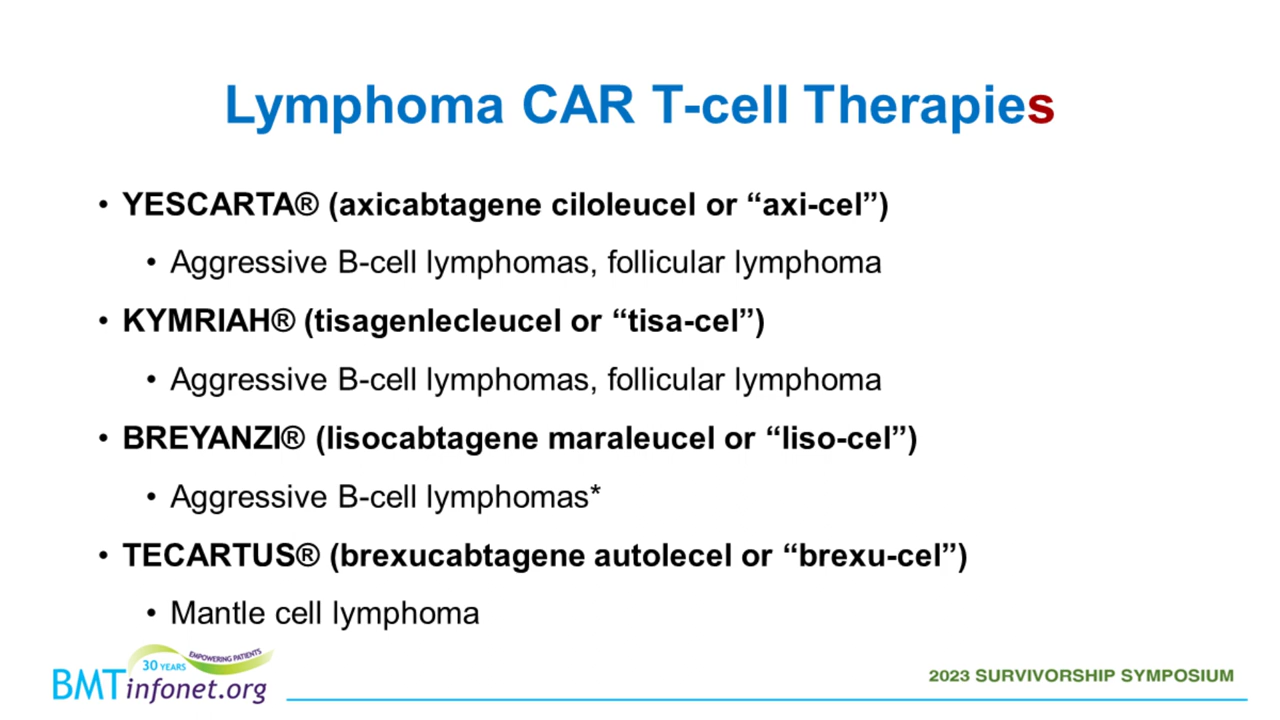 Lymphoma CAR T-cell Therapies
• YESCARTA® (axicabtagene ciloleucel or “axi-cel”)
• Aggressive B-cell lymphomas, follicular lymphoma
• KYMRIAH® (tisagenlecleucel or “tisa-cel”)
• Aggressive B-cell lymphomas, follicular lymphoma
• BREYANZI® (lisocabtagene maraleucel or “liso-cel”)
• Aggressive B-cell lymphomas*
• TECARTUS® (brexucabtagene autolecel or “brexu-cel”)
• Mantle cell lymphoma
30 YEARS EMPOWERING PATIENTS
BMTinfonet.org
2023 SURVIVORSHIP SYMPOSIUM